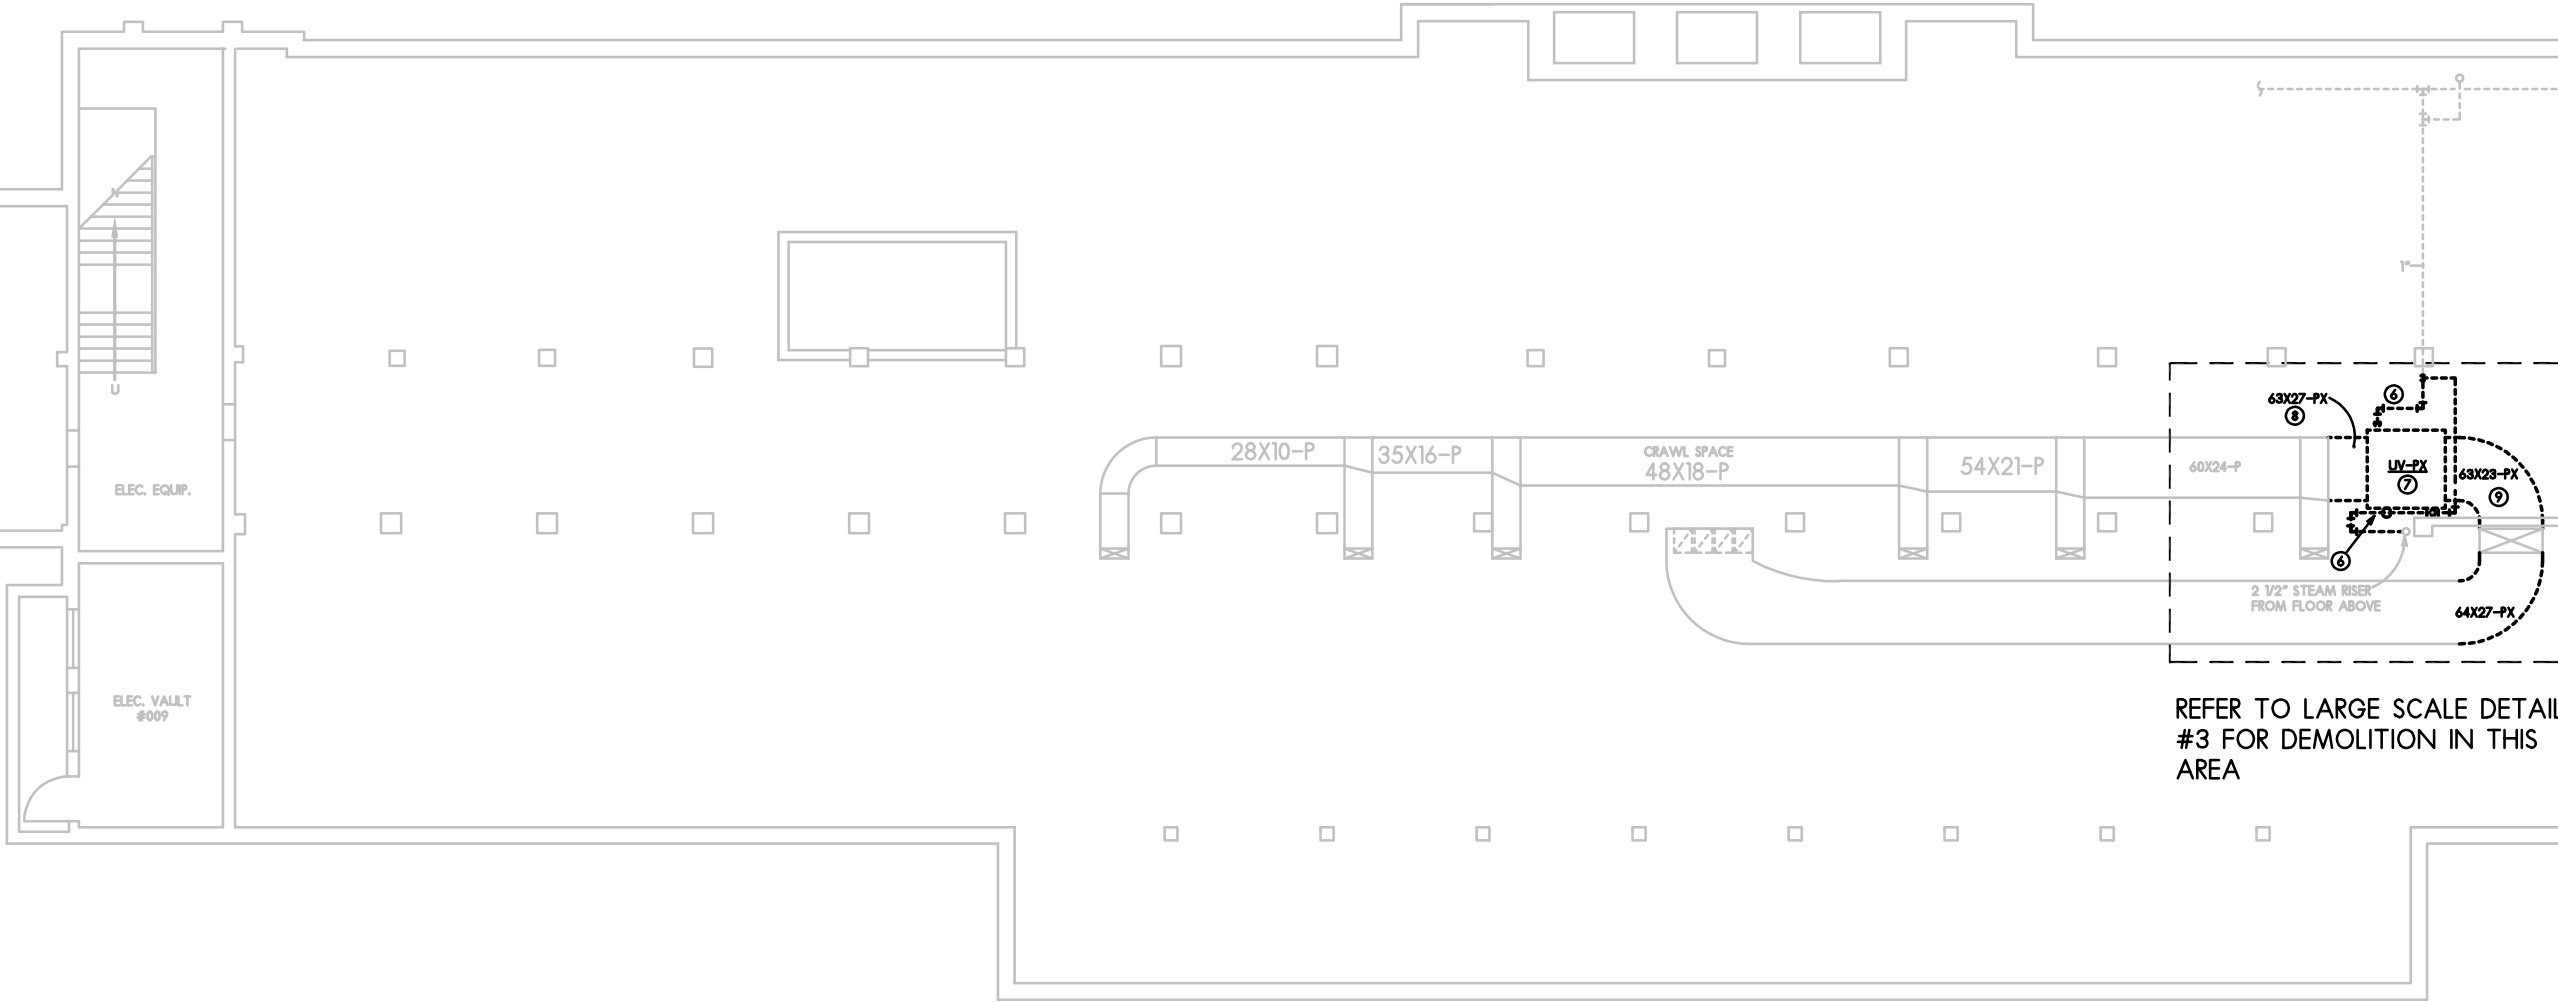 N
U
ELEC. EQUIP.
ELEC. VAULT
#009
28X10-P
35X16-P
CRAWL SPACE
48X18-P
54X21-P
60X24-P
1"
63X27-PX
8
6
UV-PX
7
63X23-PX
9
6
2 1/2" STEAM RISER
FROM FLOOR ABOVE
64X27-PX
REFER TO LARGE SCALE DETAIL
#3 FOR DEMOLITION IN THIS
AREA